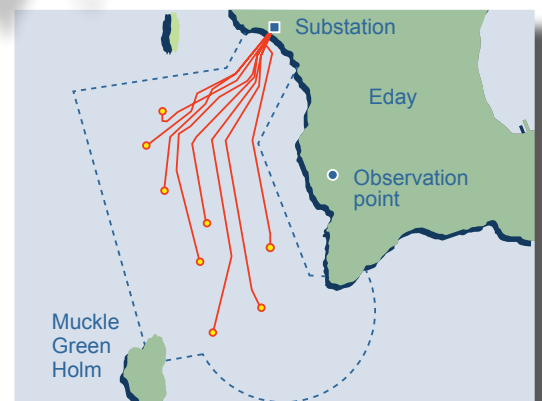 Substation
Eday
Observation
point
Muckle
Green
Holm